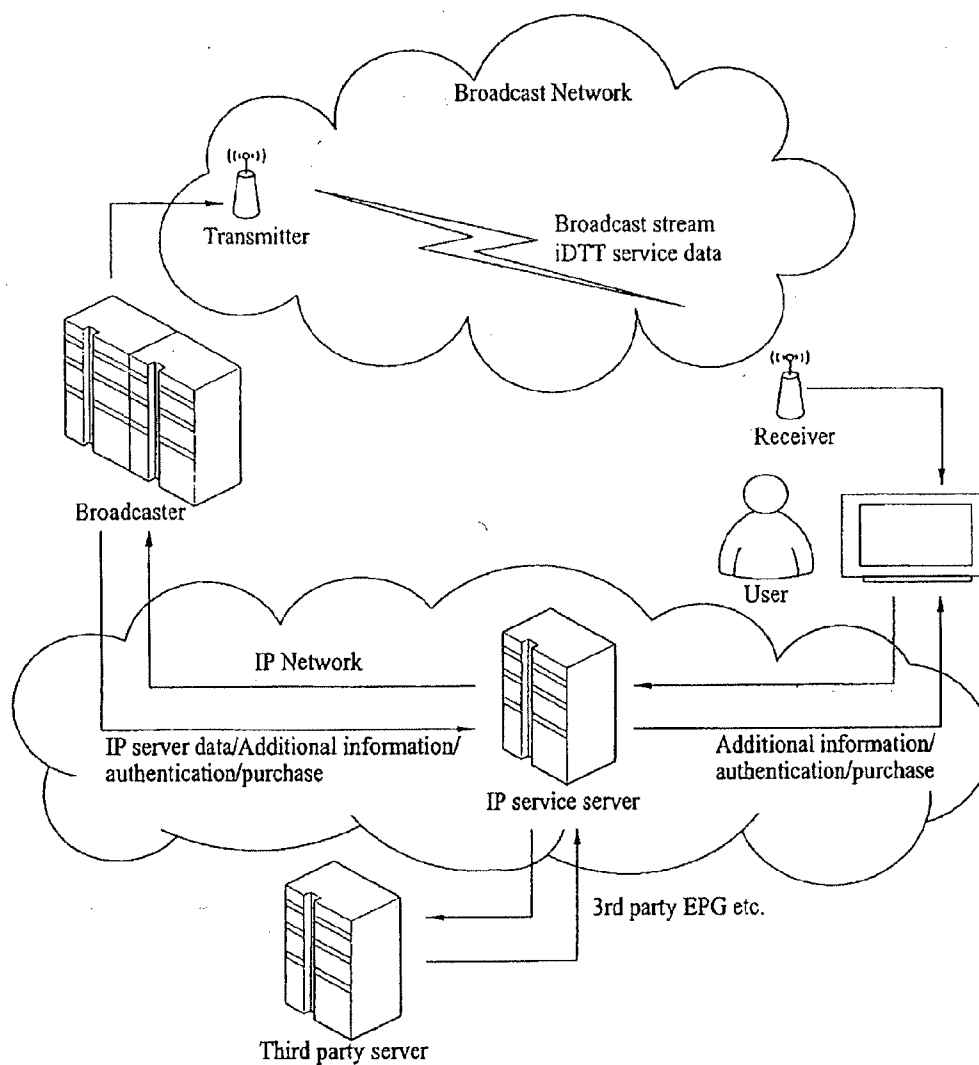 Broadcast Network
Transmitter
Broadcast stream
iDTT service data
Receiver
Broadcaster
User
IP Network
IP server data/Additional information/
authentication/purchase
Additional information/
authentication/purchase
IP service server
3rd party EPG etc.
Third party server